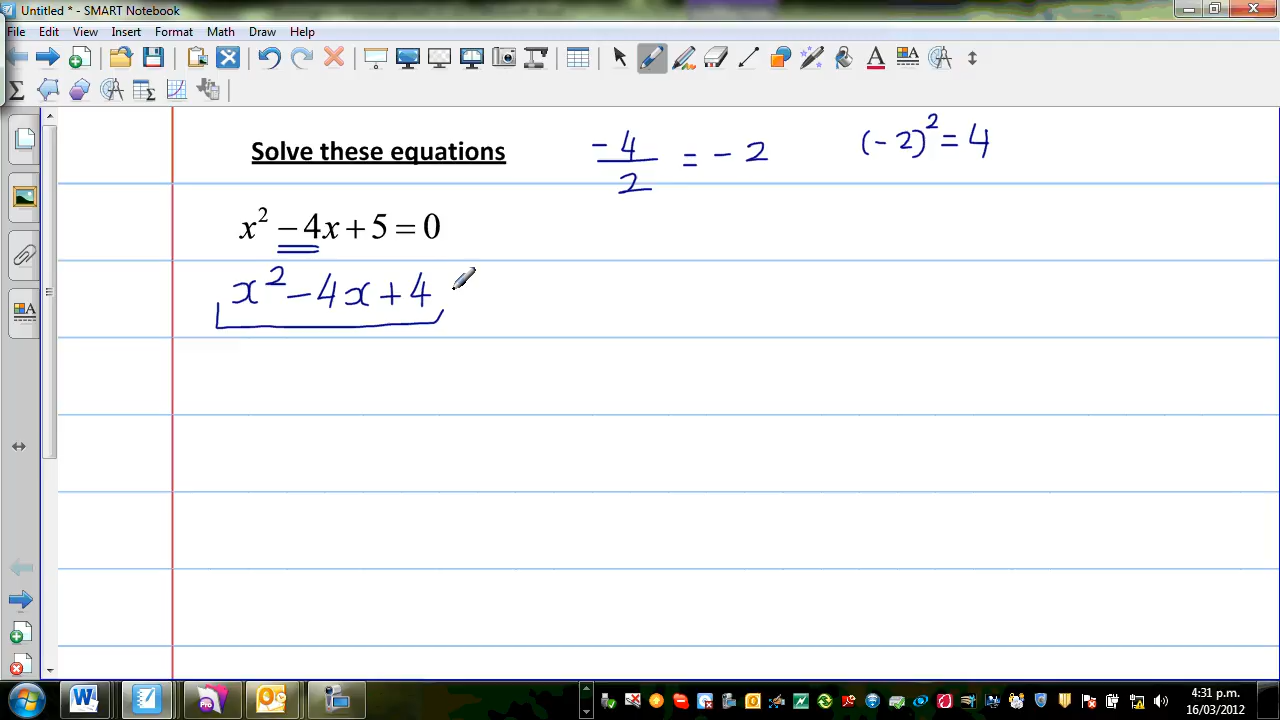 Untitled * - SMART Notebook
File Edit View Insert Format Math Draw Help
Solve these equations
-4/2 = -2
(-2)² = 4
x² - 4x + 5 = 0
x² - 4x + 4
4:31 p.m.
16/03/2012